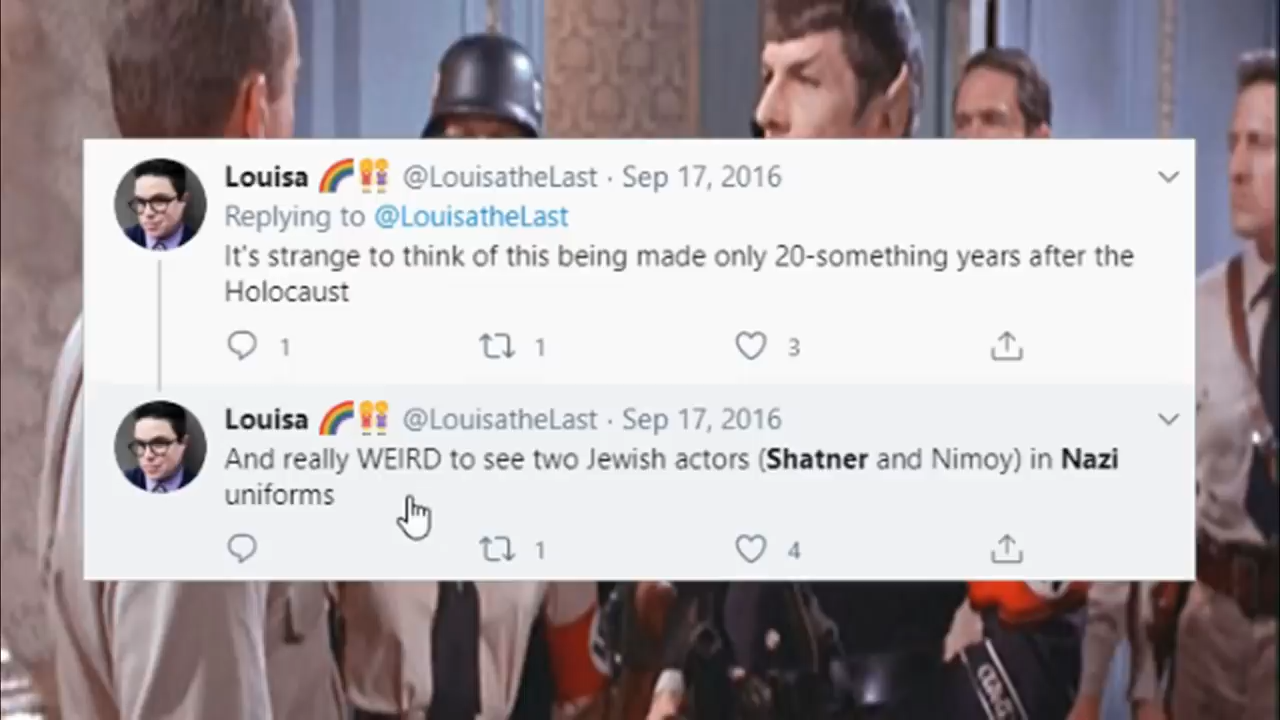 Louisa 🌈👭 @LouisatheLast · Sep 17, 2016
Replying to @LouisatheLast
It's strange to think of this being made only 20-something years after the
Holocaust
1 1 3
Louisa 🌈👭 @LouisatheLast · Sep 17, 2016
And really WEIRD to see two Jewish actors (Shatner and Nimoy) in Nazi
uniforms
1 4